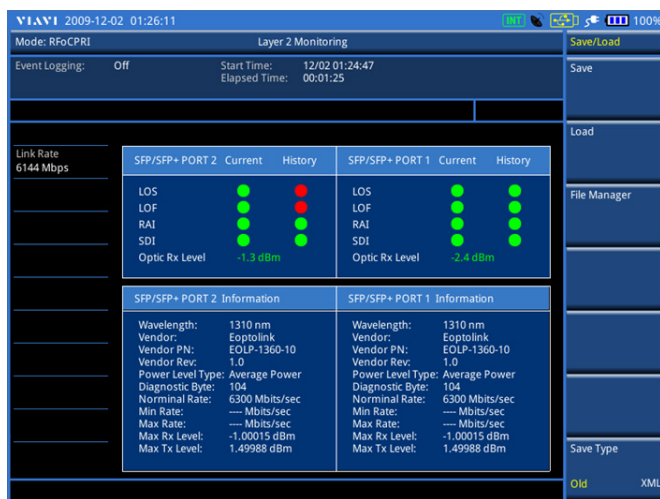 VIAVI 2009-12-02 01:26:11 INT 100%
Mode: RFoCPRI Layer 2 Monitoring Save/Load
Event Logging: Off Start Time: 12/02 01:24:47 Save
Elapsed Time: 00:01:25
Load
Link Rate
6144 Mbps
SFP/SFP+ PORT 2 Current History SFP/SFP+ PORT 1 Current History
LOS LOS File Manager
LOF LOF
RAI RAI
SDI SDI
Optic Rx Level -1.3 dBm Optic Rx Level -2.4 dBm
SFP/SFP+ PORT 2 Information SFP/SFP+ PORT 1 Information
Wavelength: 1310 nm Wavelength: 1310 nm
Vendor: Eoptolink Vendor: Eoptolink
Vendor PN: EOLP-1360-10 Vendor PN: EOLP-1360-10
Vendor Rev: 1.0 Vendor Rev: 1.0
Power Level Type: Average Power Power Level Type: Average Power
Diagnostic Byte: 104 Diagnostic Byte: 104
Norminal Rate: 6300 Mbits/sec Norminal Rate: 6300 Mbits/sec
Min Rate: ---- Mbits/sec Min Rate: ---- Mbits/sec
Max Rate: ---- Mbits/sec Max Rate: ---- Mbits/sec
Max Rx Level: -1.00015 dBm Max Rx Level: -1.00015 dBm
Max Tx Level: 1.49988 dBm Max Tx Level: 1.49988 dBm
Save Type
Old XML